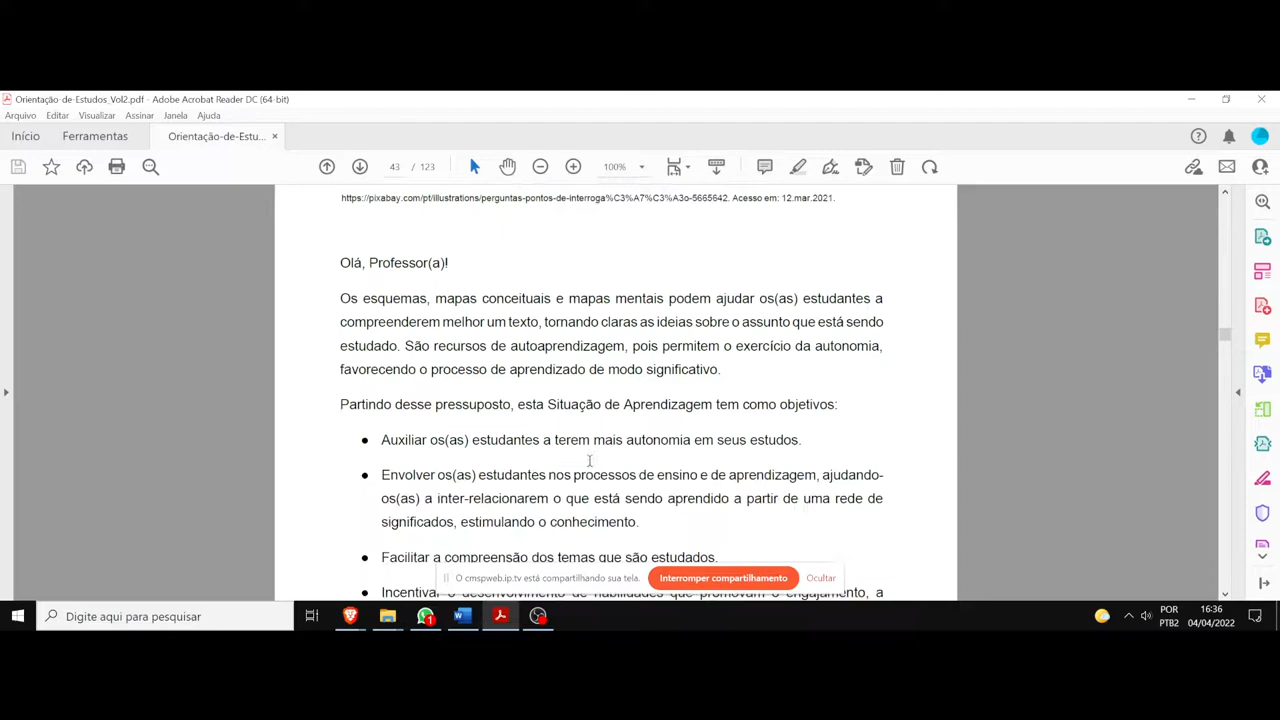 Orientação-de-Estudos_Vol2.pdf - Adobe Acrobat Reader DC (64-bit)
Arquivo Editar Visualizar Assinar Janela Ajuda
Início Ferramentas Orientação-de-Estu... ×
43 / 123 100%
https://pixabay.com/pt/illustrations/perguntas-pontos-de-interroga%C3%A7%C3%A3o-5665642. Acesso em: 12.mar.2021.
Olá, Professor(a)!
Os esquemas, mapas conceituais e mapas mentais podem ajudar os(as) estudantes a
compreenderem melhor um texto, tornando claras as ideias sobre o assunto que está sendo
estudado. São recursos de autoaprendizagem, pois permitem o exercício da autonomia,
favorecendo o processo de aprendizado de modo significativo.
Partindo desse pressuposto, esta Situação de Aprendizagem tem como objetivos:
● Auxiliar os(as) estudantes a terem mais autonomia em seus estudos.
● Envolver os(as) estudantes nos processos de ensino e de aprendizagem, ajudando-
os(as) a inter-relacionarem o que está sendo aprendido a partir de uma rede de
significados, estimulando o conhecimento.
● Facilitar a compreensão dos temas que são estudados.
O cmspweb.ip.tv está compartilhando sua tela. Interromper compartilhamento Ocultar
● Incentivar o desenvolvimento de habilidades que promovam o engajamento, a
Digite aqui para pesquisar
1
POR
PTB2
16:36
04/04/2022